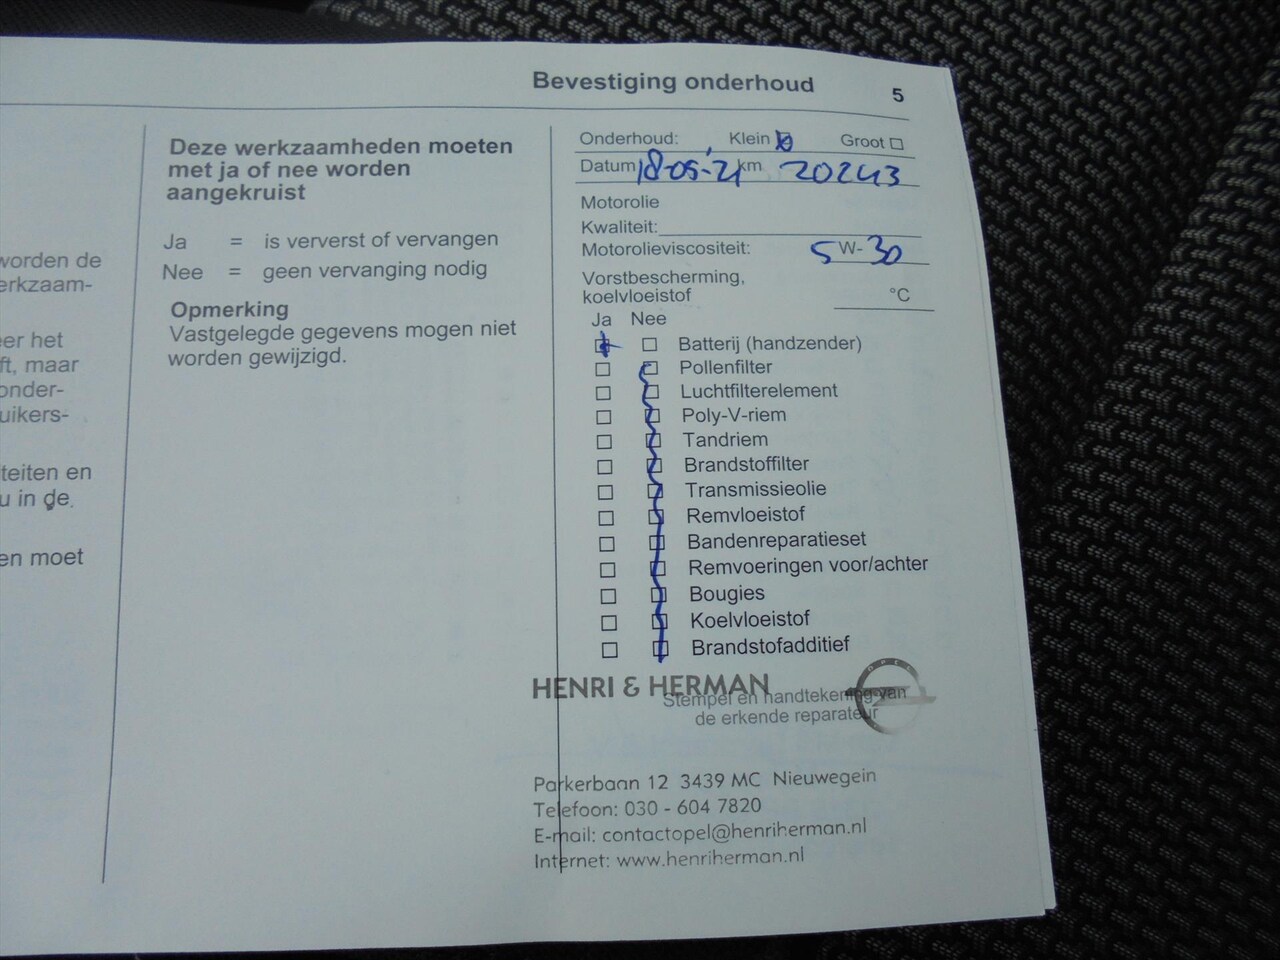 Bevestiging onderhoud
5
worden de
erkzaam-
er het
ft, maar
onder-
uikers-
teiten en
u in de
en moet
Deze werkzaamheden moeten
met ja of nee worden
aangekruist
Ja = is ververst of vervangen
Nee = geen vervanging nodig
Opmerking
Vastgelegde gegevens mogen niet
worden gewijzigd.
Onderhoud: Klein Groot
Datum 18-05-'21 km 20243
Motorolie
Kwaliteit:
Motorolieviscositeit: 5 W- 30
Vorstbescherming,
koelvloeistof °C
Ja Nee
Batterij (handzender)
Pollenfilter
Luchtfilterelement
Poly-V-riem
Tandriem
Brandstoffilter
Transmissieolie
Remvloeistof
Bandenreparatieset
Remvoeringen voor/achter
Bougies
Koelvloeistof
Brandstofadditief
HENRI & HERMAN
OPEL
Stempel en handtekening van
de erkende reparateur
Parkerbaan 12 3439 MC Nieuwegein
Telefoon: 030 - 604 7820
E-mail: contactopel@henriherman.nl
Internet: www.henriherman.nl